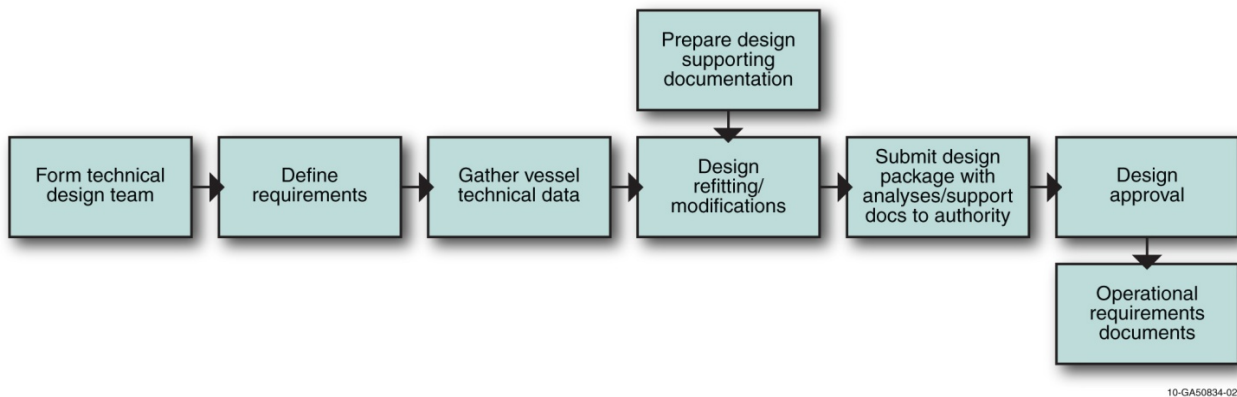 Prepare design
supporting
documentation
Form technical
design team
Define
requirements
Gather vessel
technical data
Design
refitting/
modifications
Submit design
package with
analyses/support
docs to authority
Design
approval
Operational
requirements
documents
10-GA50834-02